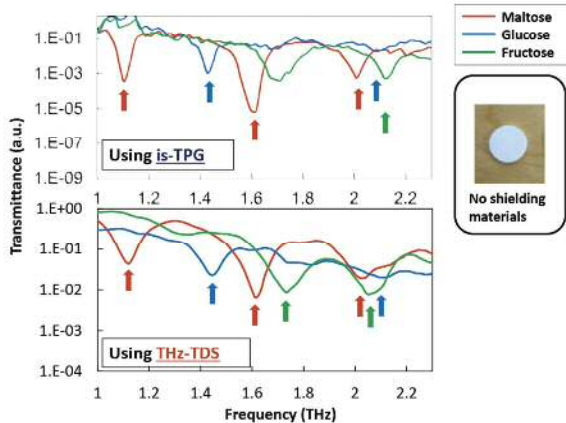 Maltose
Glucose
Fructose
Transmittance (a.u.)
1.E-01
1.E-03
1.E-05
1.E-07
1.E-09
Using is-TPG
1 1.2 1.4 1.6 1.8 2 2.2
No shielding
materials
1.E+00
1.E-01
1.E-02
1.E-03
1.E-04
Using THz-TDS
1 1.2 1.4 1.6 1.8 2 2.2
Frequency (THz)